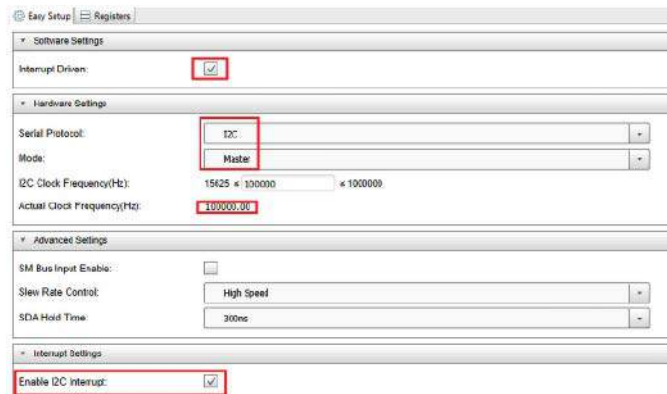 Easy Setup Registers
Software Settings
Interrupt Driven:
Hardware Settings
Serial Protocol: I2C
Mode: Master
I2C Clock Frequency(Hz): 15625 ≤ 100000 ≤ 1000000
Actual Clock Frequency(Hz): 100000.00
Advanced Settings
SM Bus Input Enable:
Slew Rate Control: High Speed
SDA Hold Time: 300ns
Interrupt Settings
Enable I2C Interrupt: